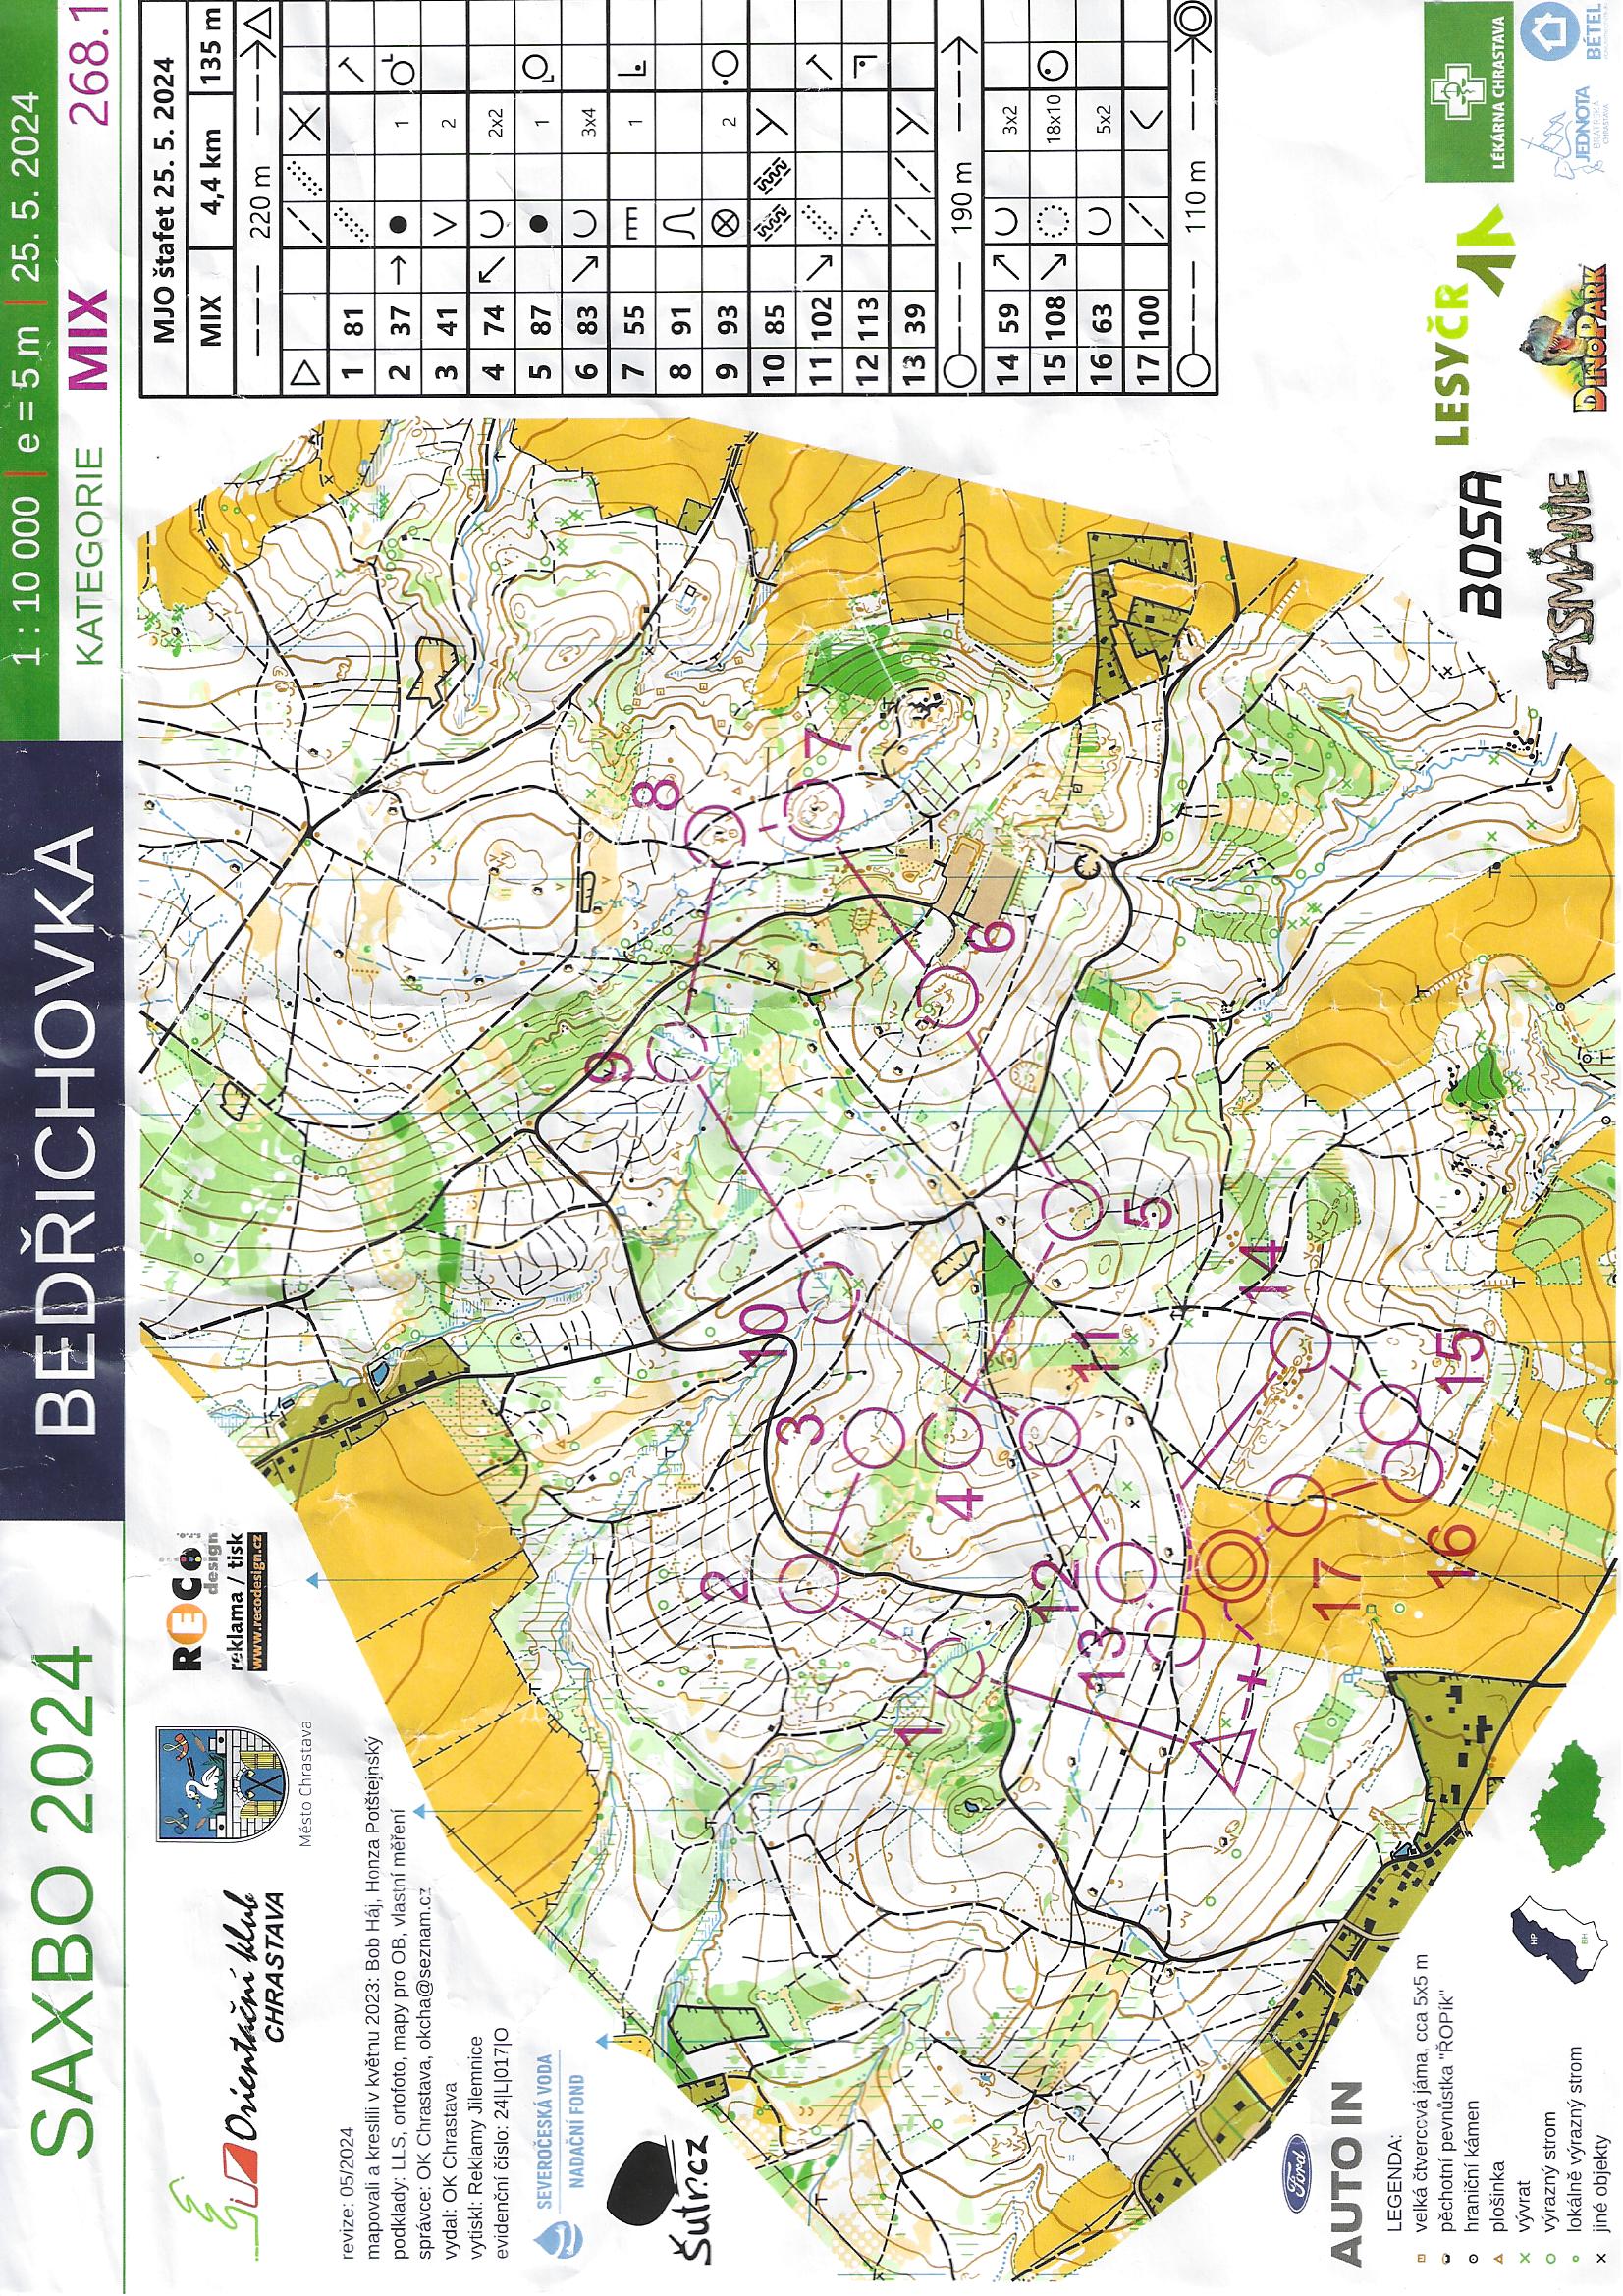 SAXBO 2024
BEDŘICHOVKA
1 : 10 000 | e = 5 m | 25. 5. 2024
KATEGORIE MIX 268.1
Orientační klub
CHRASTAVA
Město Chrastava
RECo
design
s.r.o.
reklama / tisk
www.recodesign.cz
revize: 05/2024
mapovali a kreslili v květnu 2023: Bob Háj, Honza Potštejnský
podklady: LLS, ortofoto, mapy pro OB, vlastní měření
správce: OK Chrastava, okcha@seznam.cz
vydal: OK Chrastava
vytiskl: Reklamy Jilemnice
evidenční číslo: 24|L|017|O
SEVEROČESKÁ VODA
NADAČNÍ FOND
Šutr.cz
MJO štafet 25. 5. 2024
MIX 4,4 km 135 m
220 m
1 81
2 37 1
3 41 2
4 74 2x2
5 87 1
6 83 3x4
7 55 1
8 91
9 93 2
10 85
11 102
12 113
13 39
190 m
14 59 3x2
15 108 18x10
16 63 5x2
17 100
110 m
9
8
2
10
3
7
1
4
6
12
13
11
5
14
17
16
15
Ford
AUTO IN
LEGENDA:
velká čtvercová jáma, cca 5x5 m
pěchotní pevnůstka "ŘOPík"
hraniční kámen
plošinka
vývrat
výrazný strom
lokálně výrazný strom
jiné objekty
HP
BH
BOSA
LESY ČR
LÉKÁRNA CHRASTAVA
TASMÁNIE
DINOPARK
JEDNOTA
BRATRSKÁ
CHRASTAVA
BÉTEL